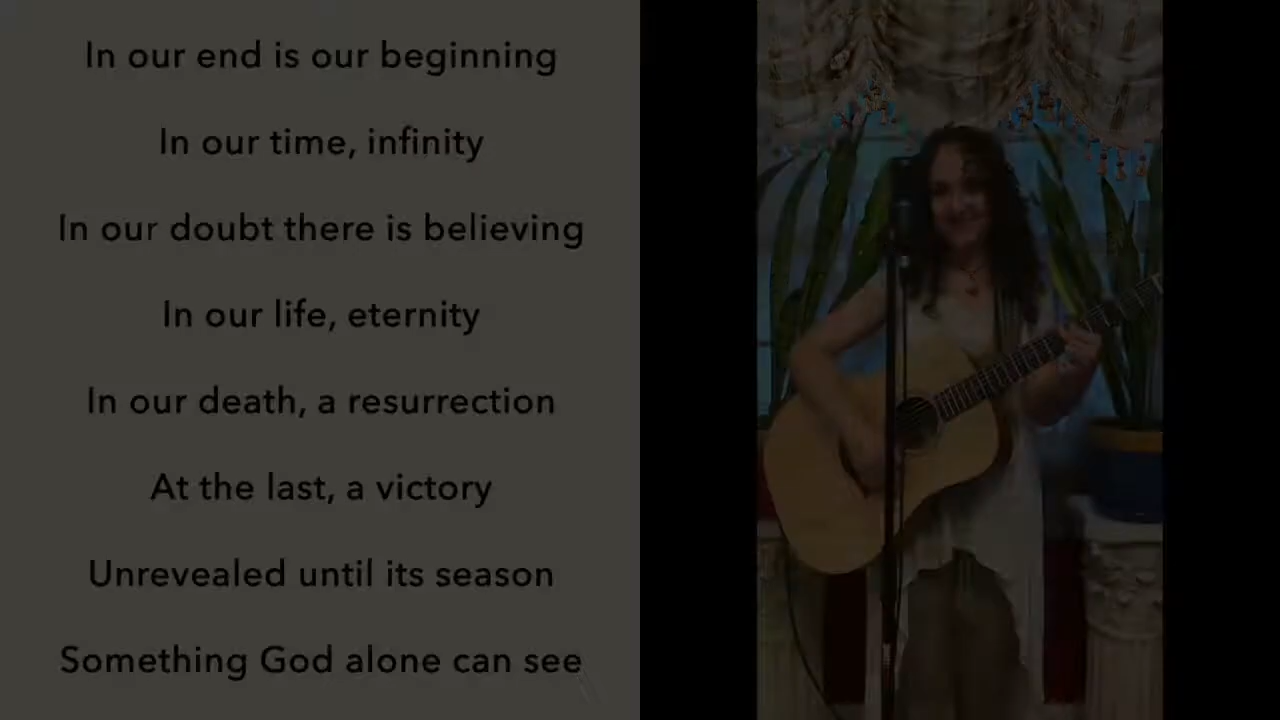 In our end is our beginning
In our time, infinity
In our doubt there is believing
In our life, eternity
In our death, a resurrection
At the last, a victory
Unrevealed until its season
Something God alone can see